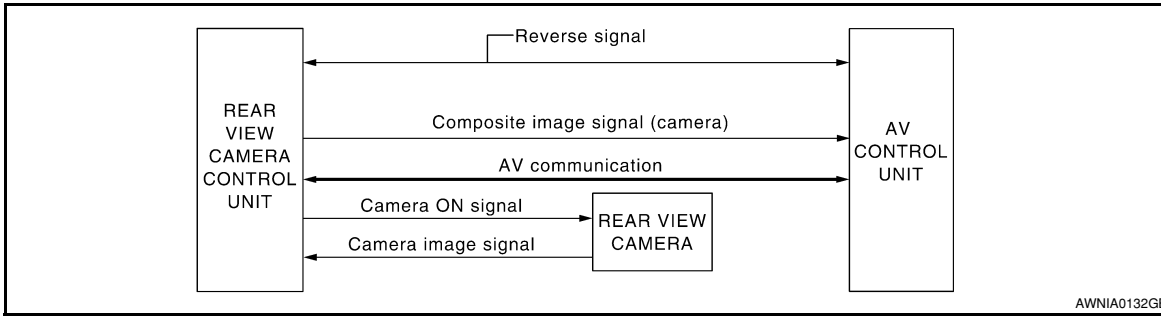 Reverse signal
REAR
VIEW
CAMERA
CONTROL
UNIT
Composite image signal (camera)
AV communication
Camera ON signal
Camera image signal
REAR VIEW
CAMERA
AV
CONTROL
UNIT